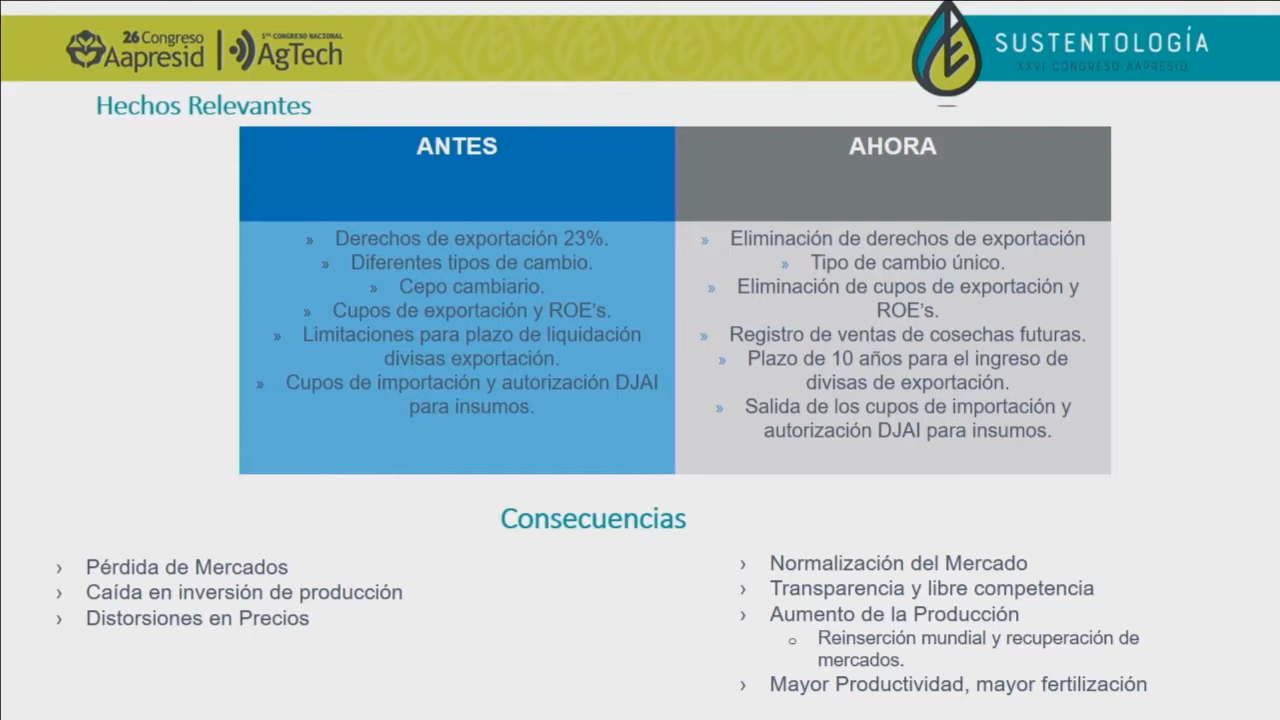 26 Congreso
Aapresid
1ER CONGRESO NACIONAL
AgTech
SUSTENTOLOGÍA
XXVI CONGRESO AAPRESID
Hechos Relevantes
ANTES
» Derechos de exportación 23%.
» Diferentes tipos de cambio.
» Cepo cambiario.
» Cupos de exportación y ROE's.
» Limitaciones para plazo de liquidación
divisas exportación.
» Cupos de importación y autorización DJAI
para insumos.
AHORA
» Eliminación de derechos de exportación
» Tipo de cambio único.
» Eliminación de cupos de exportación y
ROE's.
» Registro de ventas de cosechas futuras.
» Plazo de 10 años para el ingreso de
divisas de exportación.
» Salida de los cupos de importación y
autorización DJAI para insumos.
Consecuencias
› Pérdida de Mercados
› Caída en inversión de producción
› Distorsiones en Precios
› Normalización del Mercado
› Transparencia y libre competencia
› Aumento de la Producción
o Reinserción mundial y recuperación de
mercados.
› Mayor Productividad, mayor fertilización